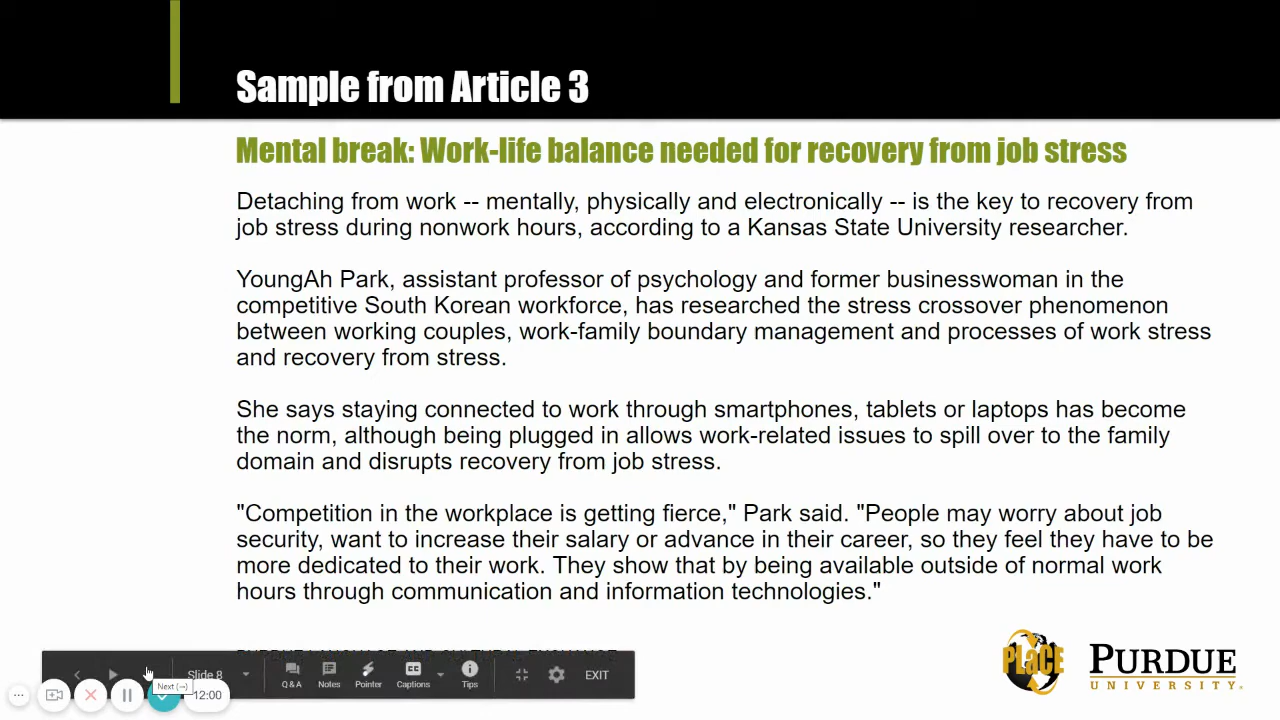 Sample from Article 3
Mental break: Work-life balance needed for recovery from job stress
Detaching from work -- mentally, physically and electronically -- is the key to recovery from
job stress during nonwork hours, according to a Kansas State University researcher.
YoungAh Park, assistant professor of psychology and former businesswoman in the
competitive South Korean workforce, has researched the stress crossover phenomenon
between working couples, work-family boundary management and processes of work stress
and recovery from stress.
She says staying connected to work through smartphones, tablets or laptops has become
the norm, although being plugged in allows work-related issues to spill over to the family
domain and disrupts recovery from job stress.
"Competition in the workplace is getting fierce," Park said. "People may worry about job
security, want to increase their salary or advance in their career, so they feel they have to be
more dedicated to their work. They show that by being available outside of normal work
hours through communication and information technologies."
PURDUE LANGUAGE AND CULTURAL EXCHANGE
Slide 8
Q & A
Notes
Pointer
CC
Captions
Tips
EXIT
Next (→)
12:00
PLaCE
PURDUE
UNIVERSITY